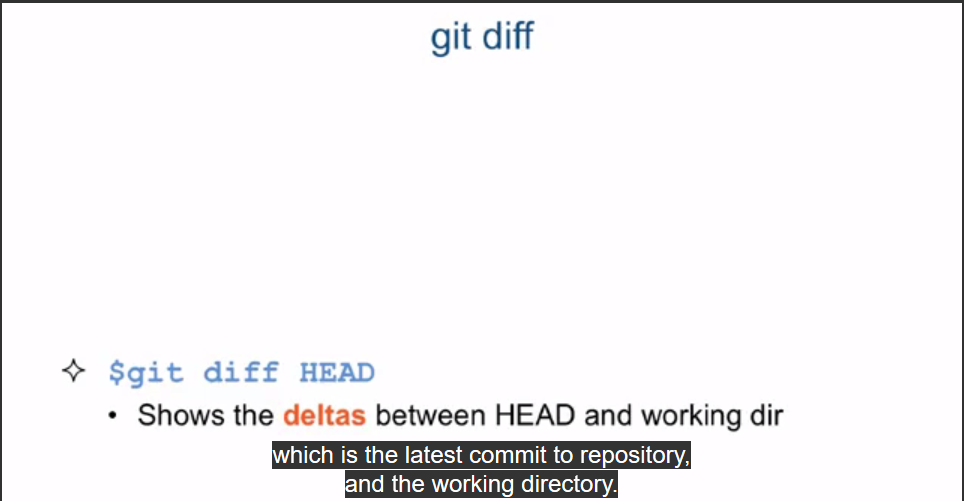 git diff
✧ $git diff HEAD
• Shows the deltas between HEAD and working dir
which is the latest commit to repository,
and the working directory.